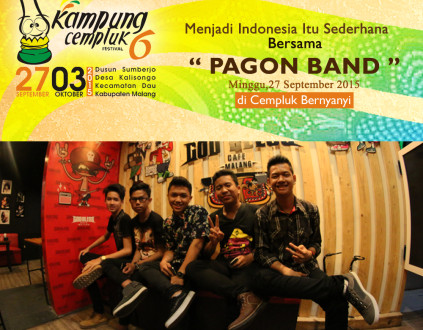 Kampung
Cempluk
FESTIVAL 6
27 03
SEPTEMBER OKTOBER
2015
Dusun Sumberjo
Desa Kalisongo
Kecamatan Dau
Kabupaten Malang
Menjadi Indonesia Itu Sederhana
Bersama
“ PAGON BAND ”
Minggu,27 September 2015
di Cempluk Bernyanyi
CAFE
MALANG